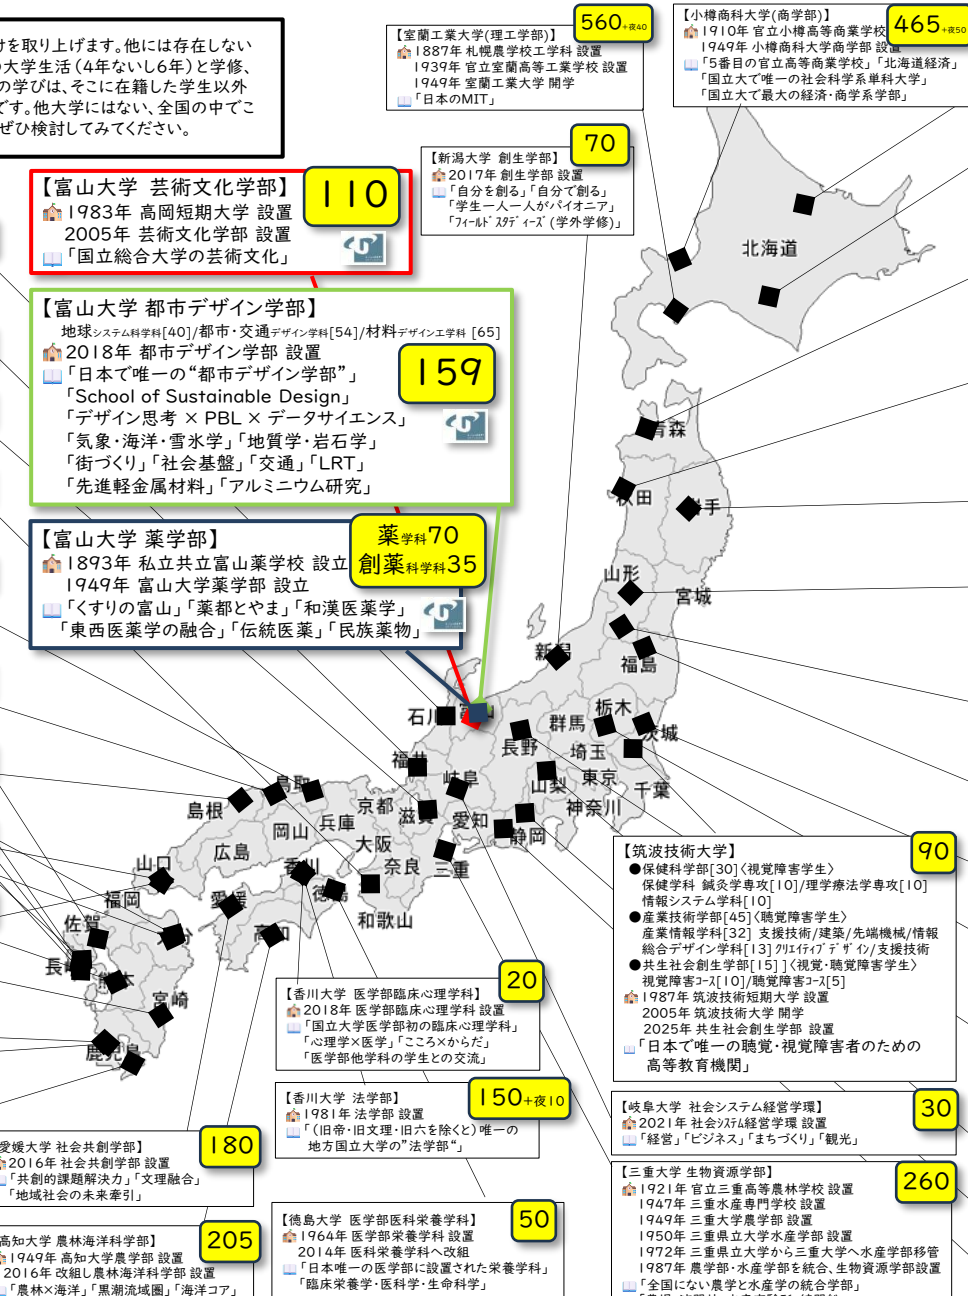 けを取り上げます。他には存在しない
の大学生活（4年ないし6年）と学修、
の学びは、そこに在籍した学生以外
です。他大学にはない、全国の中でこ
ぜひ検討してみてください。
【室蘭工業大学(理工学部)】
560+夜40
1887年 札幌農学校工学科 設置
1939年 官立室蘭高等工業学校 設置
1949年 室蘭工業大学 開学
「日本のMIT」
【小樽商科大学(商学部)】
465+夜50
1910年 官立小樽高等商業学校
1949年 小樽商科大学商学部 設置
「5番目の官立高等商業学校」「北海道経済」
「国立大で唯一の社会科学系単科大学」
「国立大で最大の経済・商学系学部」
【新潟大学 創生学部】
70
2017年 創生学部 設置
「自分を創る」「自分で創る」
「学生一人一人がパイオニア」
「フィールドスタディーズ(学外学修)」
【富山大学 芸術文化学部】
110
1983年 高岡短期大学 設置
2005年 芸術文化学部 設置
「国立総合大学の芸術文化」
【富山大学 都市デザイン学部】
地球システム科学科[40]/都市・交通デザイン学科[54]/材料デザイン工学科 [65]
159
2018年 都市デザイン学部 設置
「日本で唯一の“都市デザイン学部”」
「School of Sustainable Design」
「デザイン思考 × PBL × データサイエンス」
「気象・海洋・雪氷学」「地質学・岩石学」
「街づくり」「社会基盤」「交通」「LRT」
「先進軽金属材料」「アルミニウム研究」
【富山大学 薬学部】
薬学科70
創薬科学科35
1893年 私立共立富山薬学校 設立
1949年 富山大学薬学部 設立
「くすりの富山」「薬都とやま」「和漢医薬学」
「東西医薬学の融合」「伝統医薬」「民族薬物」
北海道
青森
秋田
岩手
山形
宮城
新潟
福島
石川
富山
群馬
栃木
茨城
福井
長野
埼玉
岐阜
山梨
東京
千葉
神奈川
鳥取
島根
京都
滋賀
愛知
静岡
岡山
兵庫
広島
大阪
奈良
三重
山口
香川
徳島
福岡
愛媛
和歌山
佐賀
大分
高知
長崎
熊本
宮崎
鹿児島
【筑波技術大学】
90
●保健科学部[30]〈視覚障害学生〉
保健学科 鍼灸学専攻[10]/理学療法学専攻[10]
情報システム学科[10]
●産業技術学部[45]〈聴覚障害学生〉
産業情報学科[32] 支援技術/建築/先端機械/情報
総合デザイン学科[13] クリエイティブデザイン/支援技術
●共生社会創生学部[15] ]〈視覚・聴覚障害学生〉
視覚障害コース[10]/聴覚障害コース[5]
1987年 筑波技術短期大学 設置
2005年 筑波技術大学 開学
2025年 共生社会創生学部 設置
「日本で唯一の聴覚・視覚障害者のための
高等教育機関」
【香川大学 医学部臨床心理学科】
20
2018年 医学部臨床心理学科 設置
「国立大学医学部初の臨床心理学科」
「心理学×医学」「こころ×からだ」
「医学部他学科の学生との交流」
【香川大学 法学部】
150+夜10
1981年 法学部 設置
「(旧帝・旧文理・旧六を除くと)唯一の
地方国立大学の”法学部“」
【岐阜大学 社会システム経営学環】
30
2021年 社会システム経営学環 設置
「経営」「ビジネス」「まちづくり」「観光」
愛媛大学 社会共創学部】
180
2016年 社会共創学部 設置
「共創的課題解決力」「文理融合」
「地域社会の未来牽引」
【三重大学 生物資源学部】
260
1921年 官立三重高等農林学校 設置
1947年 三重水産専門学校 設置
1949年 三重大学農学部 設置
1950年 三重県立大学水産学部 設置
1972年 三重県立大学から三重大学へ水産学部移管
1987年 農学部・水産学部を統合、生物資源学部設置
「全国にない農学と水産学の統合学部」
【徳島大学 医学部医科栄養学科】
50
1964年 医学部栄養学科 設置
2014年 医科栄養学科へ改組
「日本唯一の医学部に設置された栄養学科」
「臨床栄養学・医科学・生命科学」
高知大学 農林海洋科学部】
205
1949年 高知大学農学部 設置
2016年 改組し農林海洋科学部 設置
「農林×海洋」「黒潮流域圏」「海洋コア」